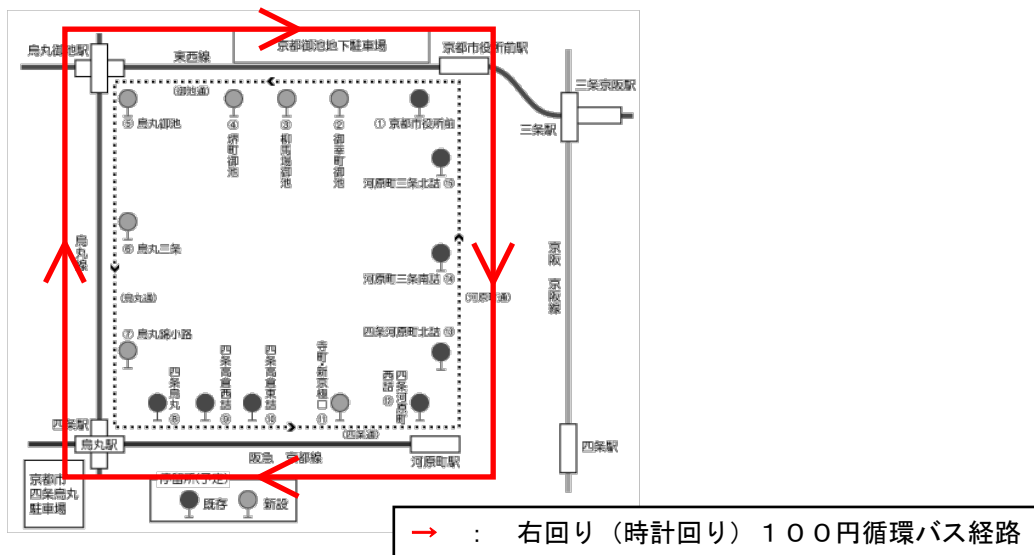 烏丸御池駅
東西線
京都御池地下駐車場
京都市役所前駅
三条京阪駅
三条駅
(御池通)
⑤ 烏丸御池
④ 堺町御池
③ 柳馬場御池
② 御幸町御池
① 京都市役所前
河原町三条北詰 ⑮
烏丸線
⑥ 烏丸三条
河原町三条南詰 ⑭
(烏丸通)
(河原町通)
京阪 京阪線
⑦ 烏丸錦小路
四条河原町北詰 ⑬
四条烏丸 ⑧
四条高倉西詰 ⑨
四条高倉東詰 ⑩
寺町・新京極口 ⑪
四条河原町西詰 ⑫
四条駅
(四条通)
烏丸駅
阪急 京都線
河原町駅
四条駅
京都市
四条烏丸
駐車場
停留所(予定)
既存 新設
→ : 右回り(時計回り)100円循環バス経路